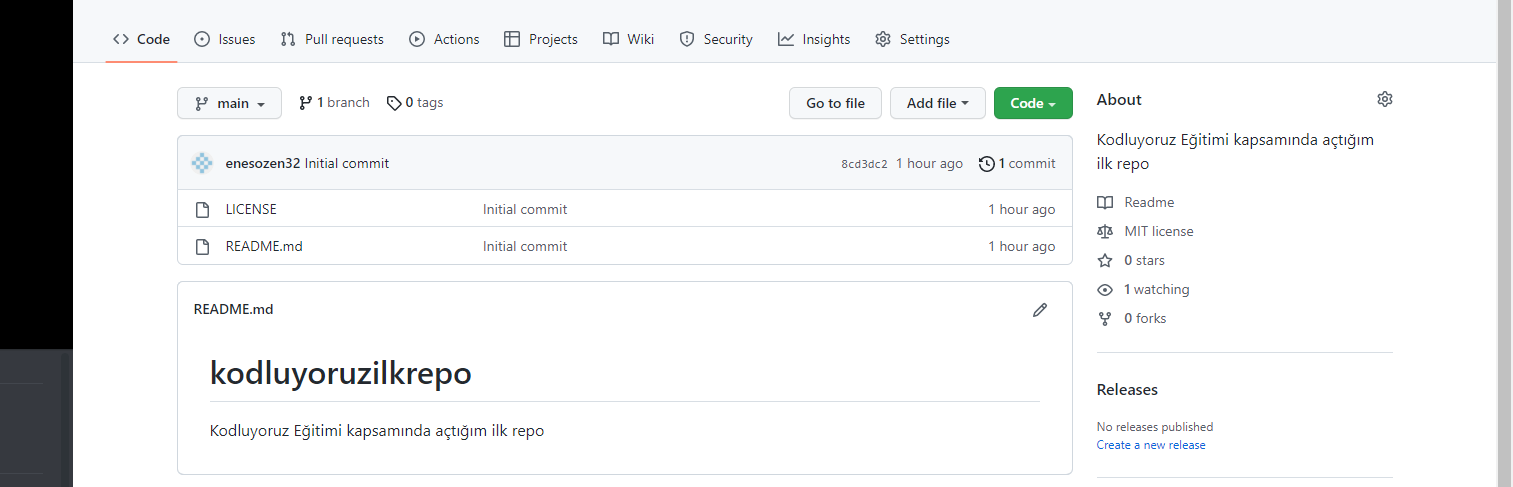 Code Issues Pull requests Actions Projects Wiki Security Insights Settings
main 1 branch 0 tags Go to file Add file Code
enesozen32 Initial commit 8cd3dc2 1 hour ago 1 commit
LICENSE Initial commit 1 hour ago
README.md Initial commit 1 hour ago
README.md
kodluyoruzilkrepo
Kodluyoruz Eğitimi kapsamında açtığım ilk repo
About
Kodluyoruz Eğitimi kapsamında açtığım
ilk repo
Readme
MIT license
0 stars
1 watching
0 forks
Releases
No releases published
Create a new release